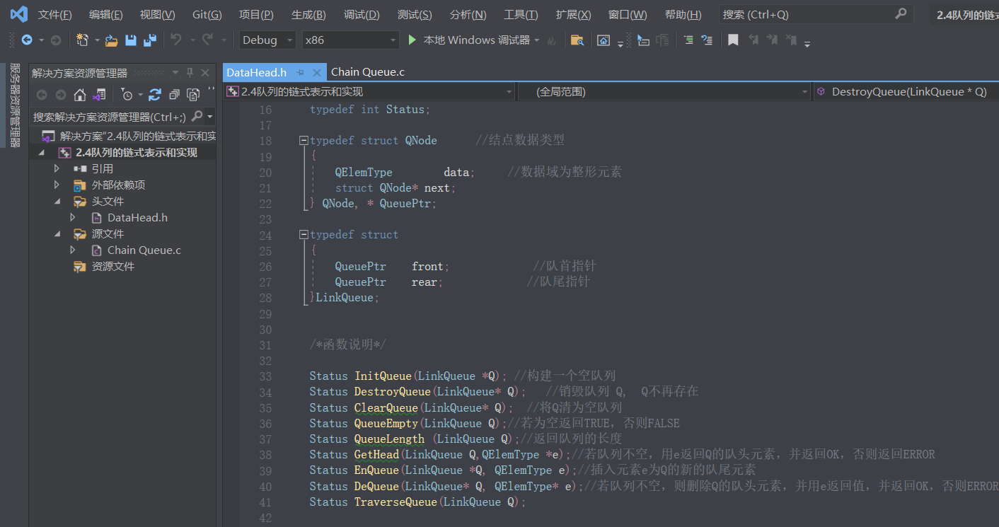 文件(F) 编辑(E) 视图(V) Git(G) 项目(P) 生成(B) 调试(D) 测试(S) 分析(N) 工具(T) 扩展(X) 窗口(W) 帮助(H) 搜索 (Ctrl+Q) 2.4队列的链式
Debug x86 本地 Windows 调试器
服务器资源管理器
解决方案资源管理器
搜索解决方案资源管理器(Ctrl+;)
解决方案"2.4队列的链式表示和实
2.4队列的链式表示和实现
引用
外部依赖项
头文件
DataHead.h
源文件
Chain Queue.c
资源文件
DataHead.h Chain Queue.c
2.4队列的链式表示和实现 (全局范围) DestroyQueue(LinkQueue * Q)
16 typedef int Status;
17
18 typedef struct QNode //结点数据类型
19 {
20 QElemType data; //数据域为整形元素
21 struct QNode* next;
22 } QNode, * QueuePtr;
23
24 typedef struct
25 {
26 QueuePtr front; //队首指针
27 QueuePtr rear; //队尾指针
28 }LinkQueue;
29
30
31 /*函数说明*/
32
33 Status InitQueue(LinkQueue *Q); //构建一个空队列
34 Status DestroyQueue(LinkQueue* Q); //销毁队列 Q, Q不再存在
35 Status ClearQueue(LinkQueue* Q); //将Q清为空队列
36 Status QueueEmpty(LinkQueue Q);//若为空返回TRUE，否则FALSE
37 Status QueueLength (LinkQueue Q);//返回队列的长度
38 Status GetHead(LinkQueue Q,QElemType *e);//若队列不空，用e返回Q的队头元素，并返回OK，否则返回ERROR
39 Status EnQueue(LinkQueue *Q, QElemType e);//插入元素e为Q的新的队尾元素
40 Status DeQueue(LinkQueue* Q, QElemType* e);//若队列不空，则删除Q的队头元素，并用e返回值，并返回OK，否则ERROR
41 Status TraverseQueue(LinkQueue Q);
42